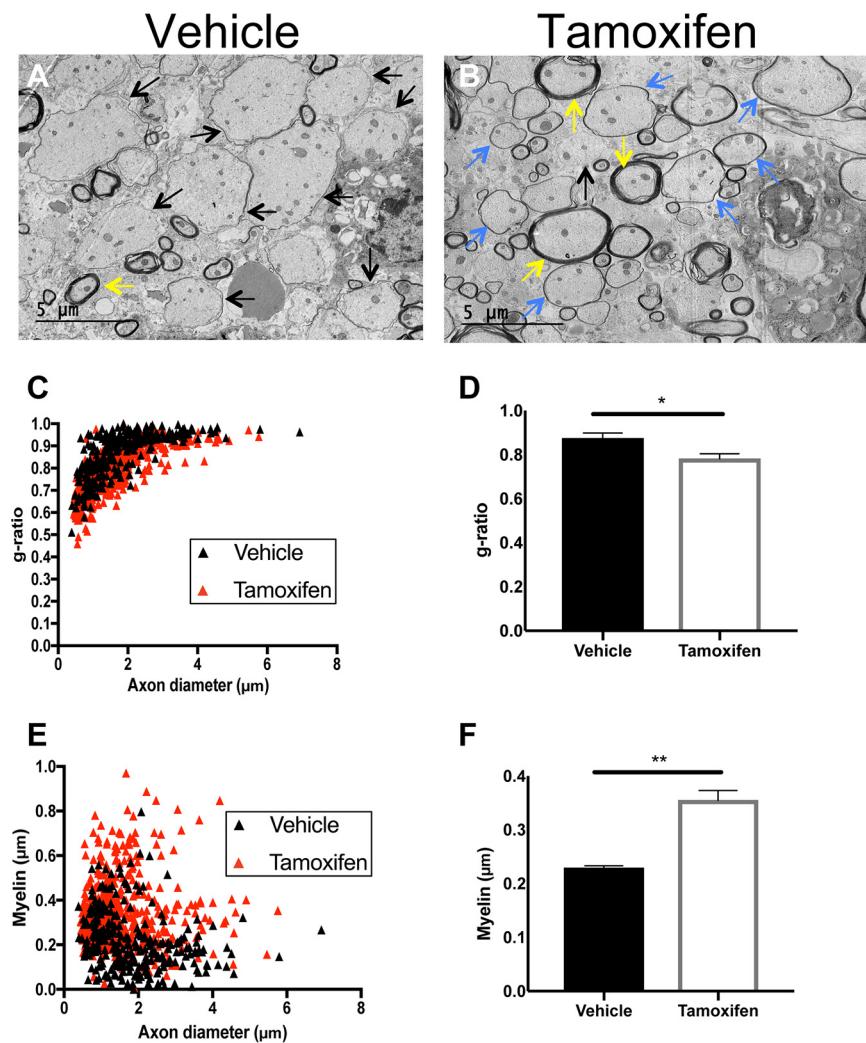 Vehicle
Tamoxifen
A
B
5 µm
5 µm
C
1.0
0.9
0.8
0.7
0.6
0.5
0.4
0.3
0.2
0.1
0.0
g-ratio
0 2 4 6 8
Axon diameter (µm)
Vehicle
Tamoxifen
D
*
1.0
0.8
0.6
0.4
0.2
0.0
g-ratio
Vehicle
Tamoxifen
E
1.0
0.8
0.6
0.4
0.2
0.0
Myelin (µm)
0 2 4 6 8
Axon diameter (µm)
Vehicle
Tamoxifen
F
**
0.4
0.3
0.2
0.1
0.0
Myelin (µm)
Vehicle
Tamoxifen